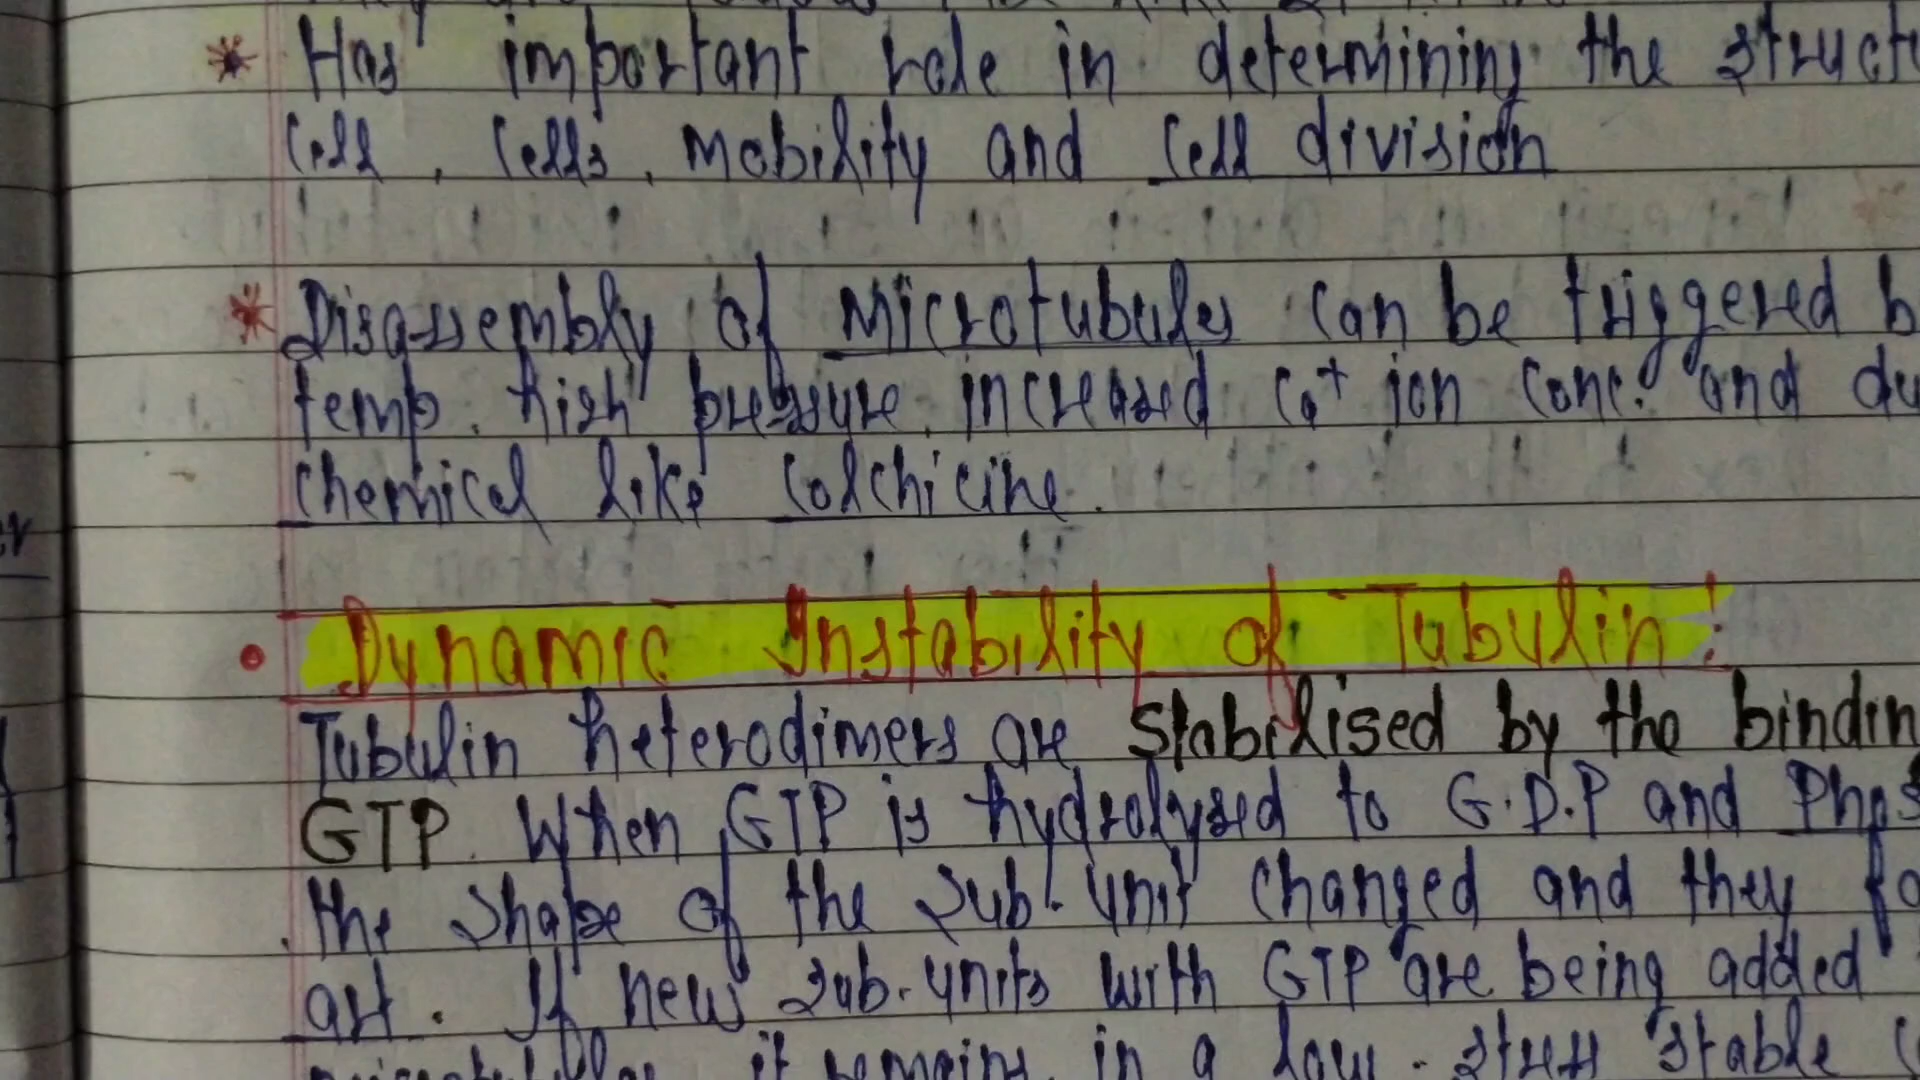 * Has important role in determining the struct
cell, cells, mobility and cell division
* Disassembly of Microtubules can be triggered b
temp. high pressure, increased Ca+ ion conc. and du
chemical like colchicine.
• Dynamic Instability of Tubulin :
Tubulin heterodimers are stabilised by the bindin
GTP. When GTP is hydrolysed to G.D.P and Phos
the shape of the sub-unit changed and they fo
art. If new sub-units with GTP are being added
it remains in a low-stress stable